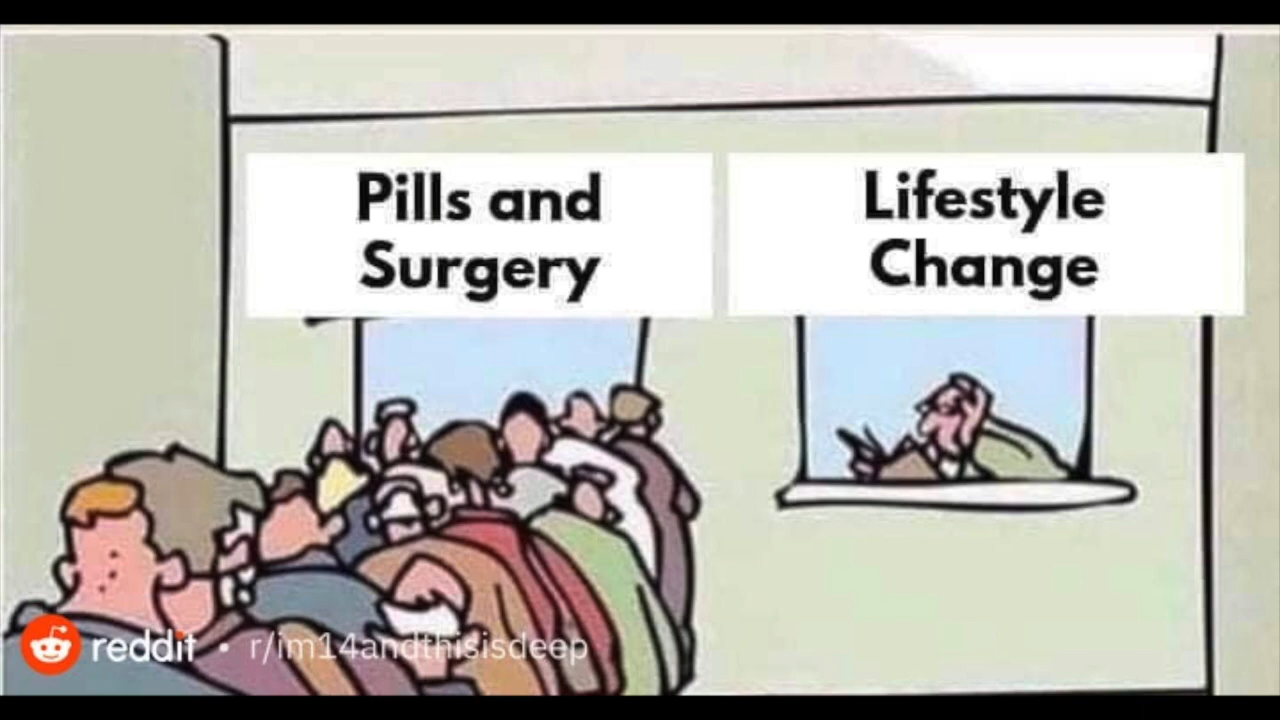 Pills and
Surgery
Lifestyle
Change
reddit • r/im14andthisisdeep